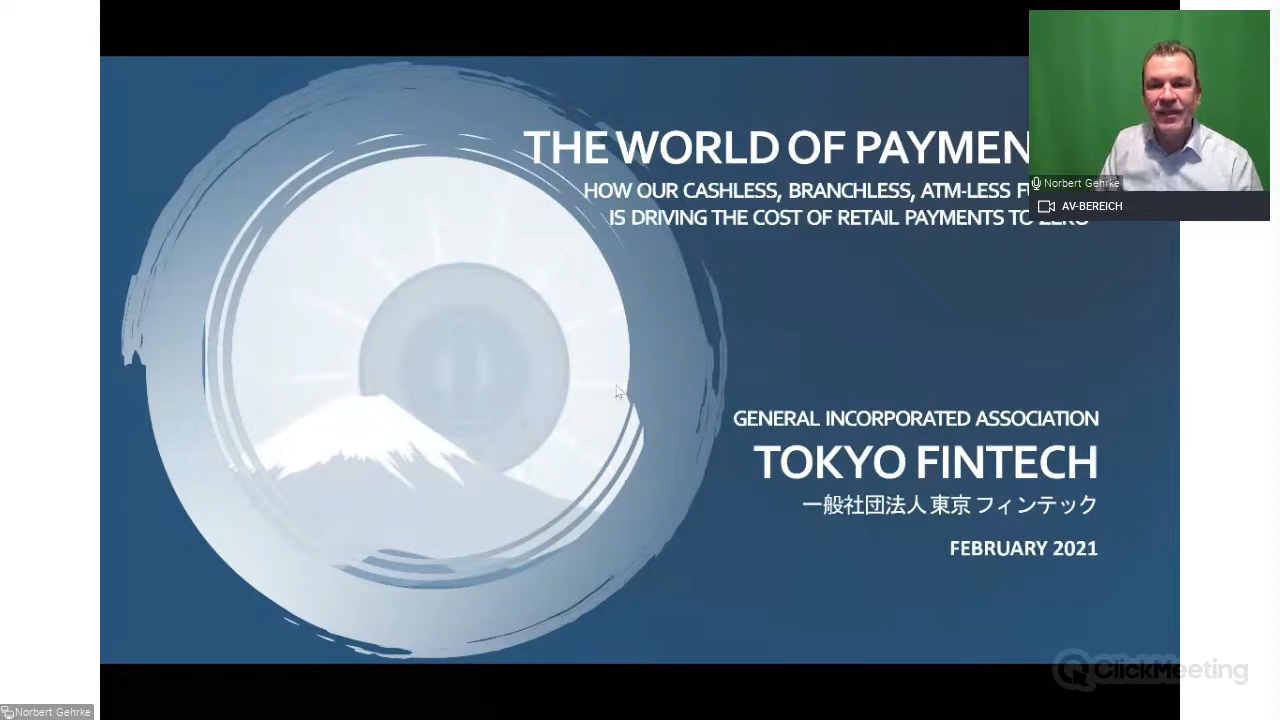 THE WORLD OF PAYMEN
HOW OUR CASHLESS, BRANCHLESS, ATM-LESS
IS DRIVING THE COST OF RETAIL PAYMENTS TO ZERO
Norbert Gehrke
AV-BEREICH
GENERAL INCORPORATED ASSOCIATION
TOKYO FINTECH
一般社団法人 東京 フィンテック
FEBRUARY 2021
ClickMeeting
Norbert Gehrke